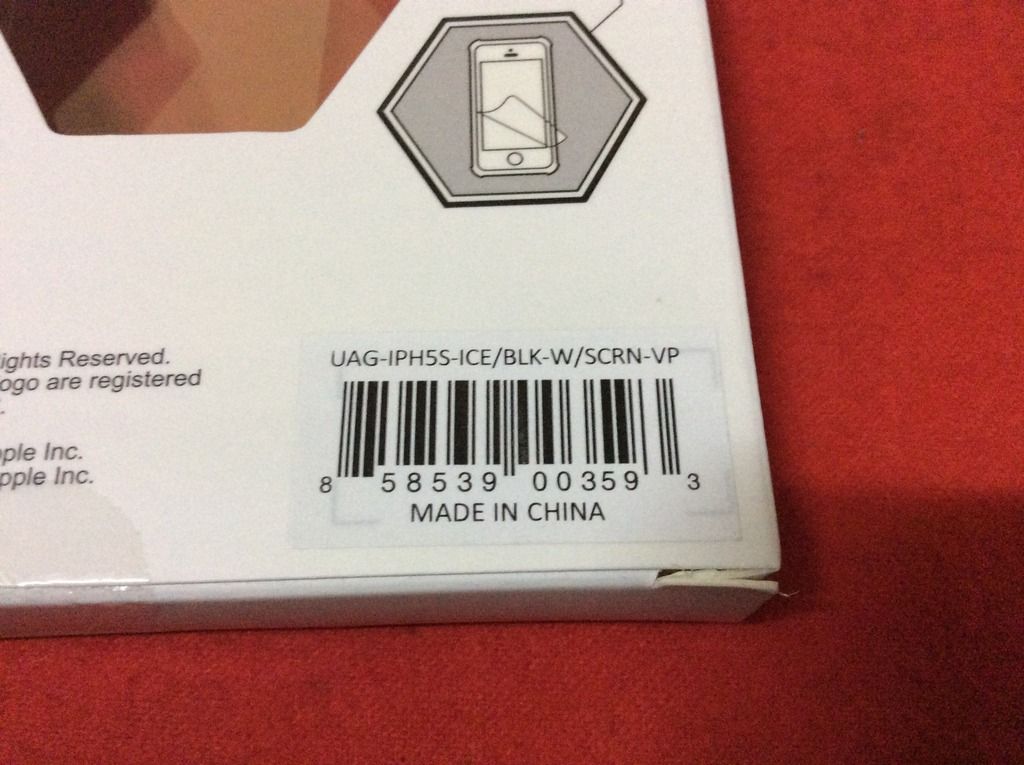 ights Reserved.
ogo are registered
ple Inc.
pple Inc.
UAG-IPH5S-ICE/BLK-W/SCRN-VP
8 58539 00359 3
MADE IN CHINA